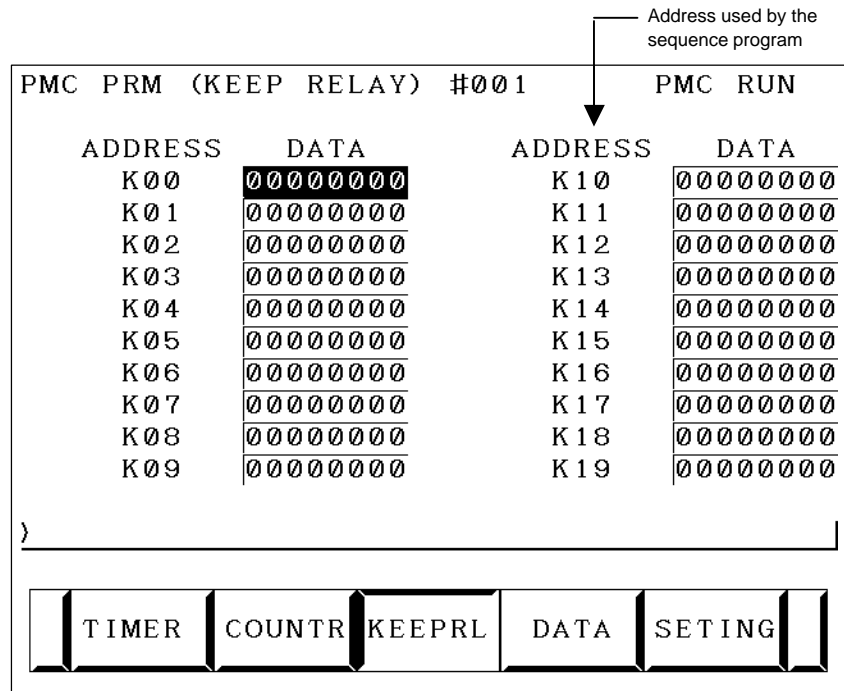 Address used by the
sequence program
PMC PRM (KEEP RELAY) #001 PMC RUN
ADDRESS DATA ADDRESS DATA
K00 00000000 K10 00000000
K01 00000000 K11 00000000
K02 00000000 K12 00000000
K03 00000000 K13 00000000
K04 00000000 K14 00000000
K05 00000000 K15 00000000
K06 00000000 K16 00000000
K07 00000000 K17 00000000
K08 00000000 K18 00000000
K09 00000000 K19 00000000
>
TIMER COUNTR KEEPRL DATA SETING